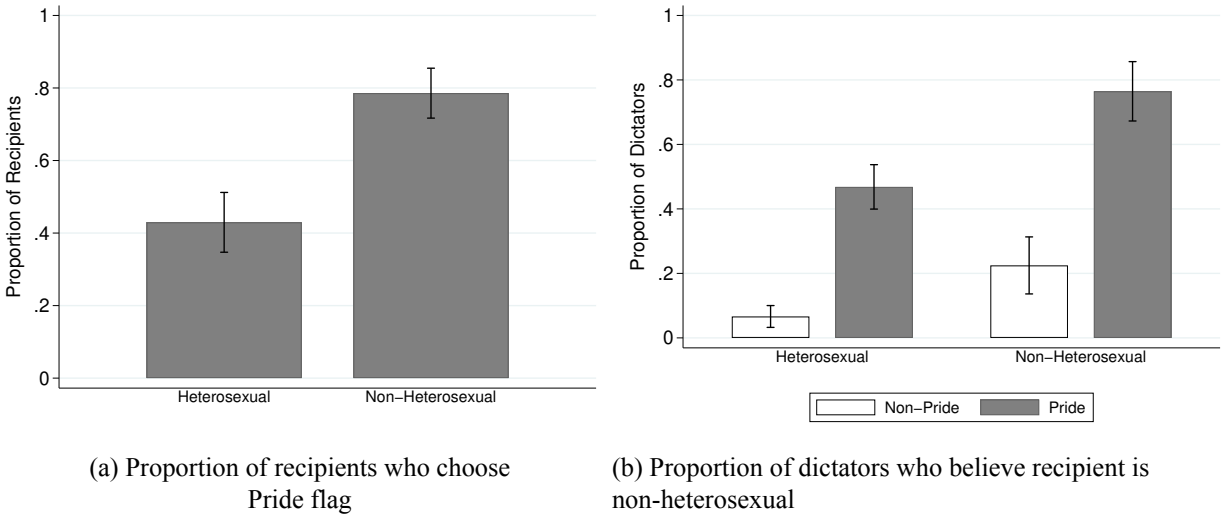 1
.8
.6
.4
.2
0
Proportion of Recipients
Heterosexual
Non−Heterosexual
(a) Proportion of recipients who choose
Pride flag
1
.8
.6
.4
.2
0
Proportion of Dictators
Heterosexual
Non−Heterosexual
Non−Pride
Pride
(b) Proportion of dictators who believe recipient is
non-heterosexual